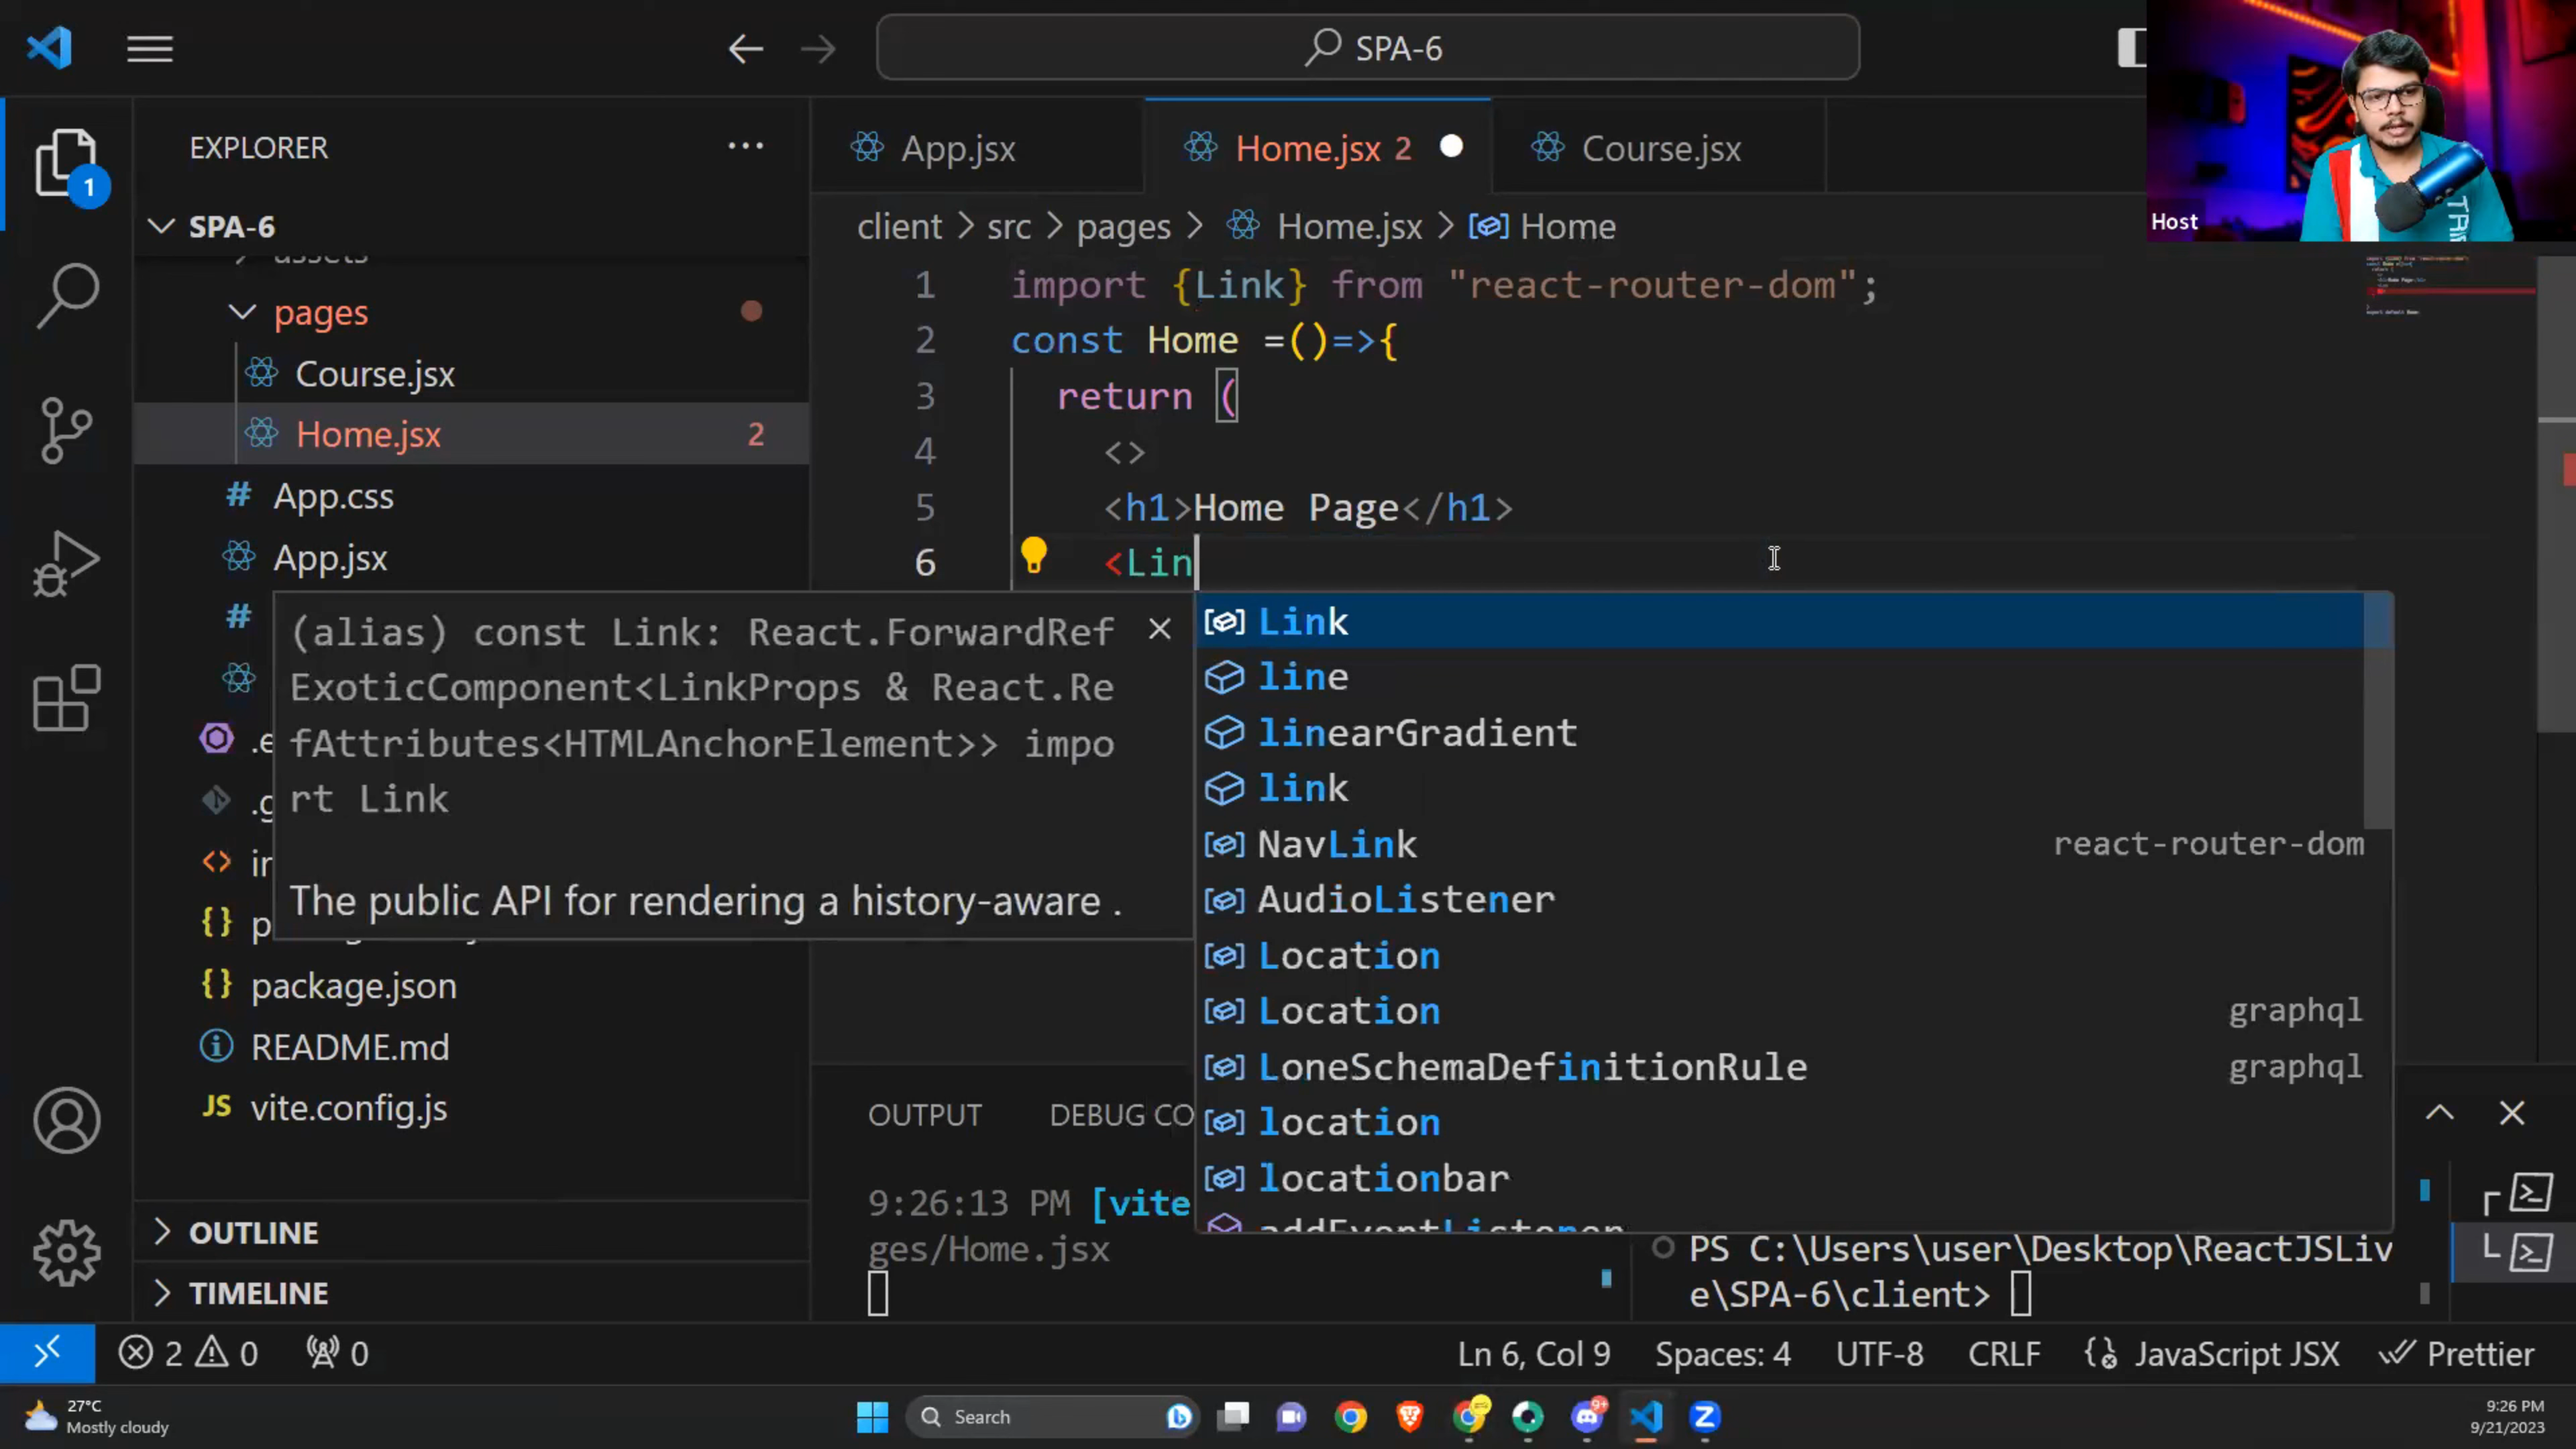 SPA-6
EXPLORER
SPA-6
assets
pages
Course.jsx
Home.jsx 2
App.css
App.jsx
package.json
README.md
vite.config.js
OUTLINE
TIMELINE
1
App.jsx
Home.jsx 2
Course.jsx
Host
client > src > pages > Home.jsx > Home
1 import {Link} from "react-router-dom";
2 const Home =()=>{
3 return (
4 <>
5 <h1>Home Page</h1>
6 <Lin
(alias) const Link: React.ForwardRef
ExoticComponent<LinkProps & React.Re
fAttributes<HTMLAnchorElement>> impo
rt Link
The public API for rendering a history-aware .
Link
line
linearGradient
link
NavLink react-router-dom
AudioListener
Location
Location graphql
LoneSchemaDefinitionRule graphql
location
locationbar
addEventListener
OUTPUT DEBUG CO
9:26:13 PM [vite
ges/Home.jsx
PS C:\Users\user\Desktop\ReactJSLiv
e\SPA-6\client>
2 0 0
Ln 6, Col 9 Spaces: 4 UTF-8 CRLF JavaScript JSX Prettier
27°C
Mostly cloudy
Search
9:26 PM
9/21/2023